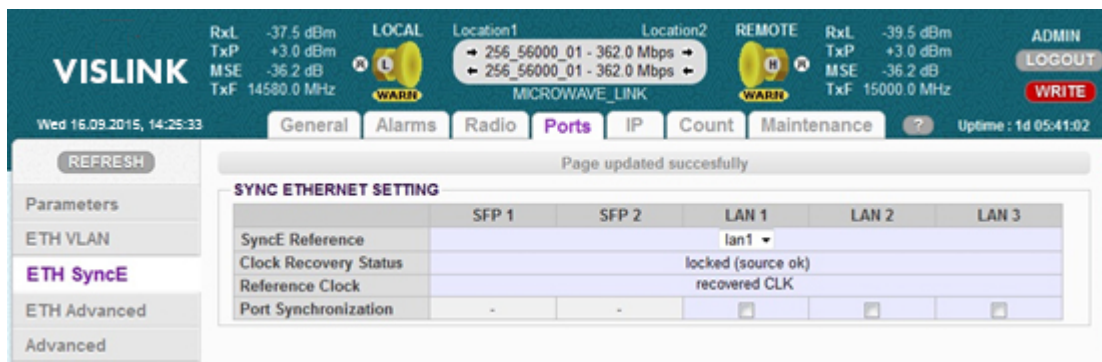 RxL -37.5 dBm LOCAL Location1 Location2 REMOTE RxL -39.5 dBm ADMIN
TxP +3.0 dBm → 256_56000_01 - 362.0 Mbps → TxP +3.0 dBm LOGOUT
VISLINK MSE -36.2 dB R L ← 256_56000_01 - 362.0 Mbps ← H R MSE -36.2 dB
TxF 14580.0 MHz WARN MICROWAVE_LINK WARN TxF 15000.0 MHz WRITE
Wed 16.09.2015, 14:25:33 General Alarms Radio Ports IP Count Maintenance ? Uptime : 1d 05:41:02
REFRESH
Page updated succesfully
Parameters
ETH VLAN
ETH SyncE
ETH Advanced
Advanced
SYNC ETHERNET SETTING
SFP 1 SFP 2 LAN 1 LAN 2 LAN 3
SyncE Reference lan1
Clock Recovery Status locked (source ok)
Reference Clock recovered CLK
Port Synchronization - -